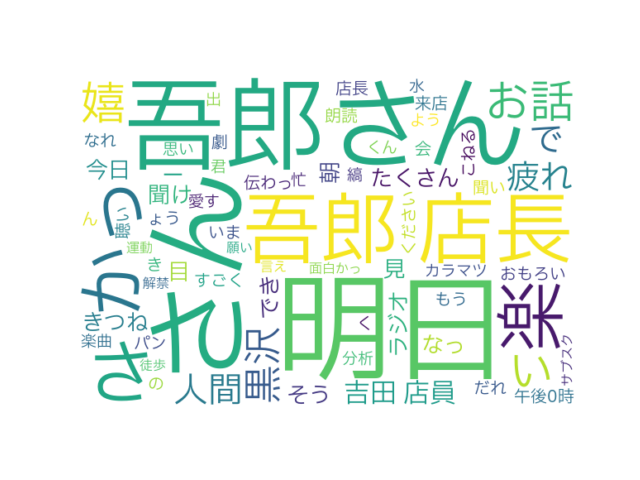 嬉
吾郎さん
お話
で
出
店長
水
来店
よう
朗読
なれ
思い
劇
くん
会
こねる
今日
ー
君
朝
縞
忙
伝わっ
たくさん
疲れ
かっ
聞け
愛す
聞い
さん
吾郎 店長
ん
聴い
ょう
いま
ください
運動
願い
き
目
すごく
でき
言え
面白かっ
見
カラマツ
おもろい
解禁
明日
楽
きつね
黒沢
ラジオ
もう
く
さ
楽曲
パン
なっ
い
分析
サブスク
徒歩
の
人間
そう
吉田 店員
だれ
午後0時